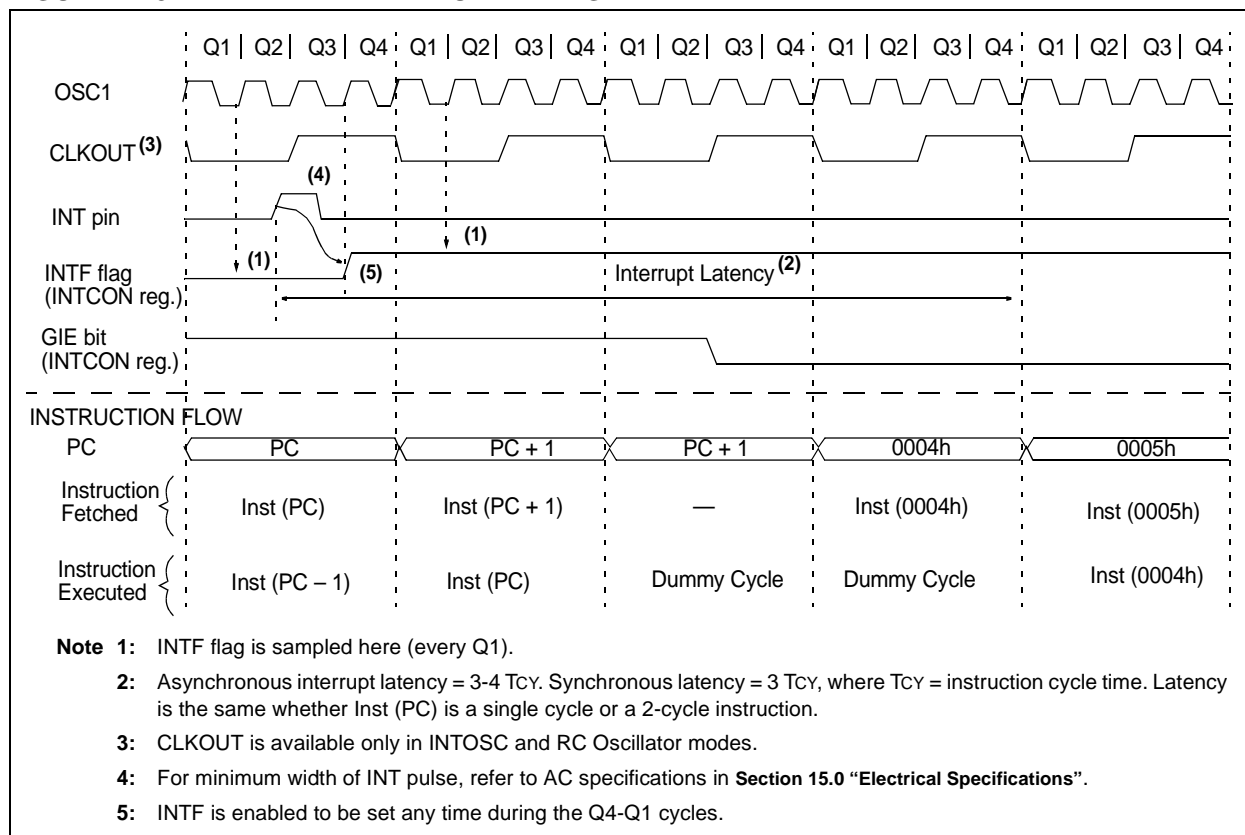 Q1 | Q2 | Q3 | Q4 Q1 | Q2 | Q3 | Q4 Q1 | Q2 | Q3 | Q4 Q1 | Q2 | Q3 | Q4 Q1 | Q2 | Q3 | Q4
OSC1
CLKOUT (3)
(4)
INT pin
(1)
(1)
INTF flag
(INTCON reg.)
(5)
Interrupt Latency (2)
GIE bit
(INTCON reg.)
INSTRUCTION FLOW
PC PC PC + 1 PC + 1 0004h 0005h
Instruction
Fetched
Inst (PC) Inst (PC + 1) — Inst (0004h) Inst (0005h)
Instruction
Executed
Inst (PC – 1) Inst (PC) Dummy Cycle Dummy Cycle Inst (0004h)
Note 1: INTF flag is sampled here (every Q1).
2: Asynchronous interrupt latency = 3-4 TCY. Synchronous latency = 3 TCY, where TCY = instruction cycle time. Latency
is the same whether Inst (PC) is a single cycle or a 2-cycle instruction.
3: CLKOUT is available only in INTOSC and RC Oscillator modes.
4: For minimum width of INT pulse, refer to AC specifications in Section 15.0 “Electrical Specifications”.
5: INTF is enabled to be set any time during the Q4-Q1 cycles.